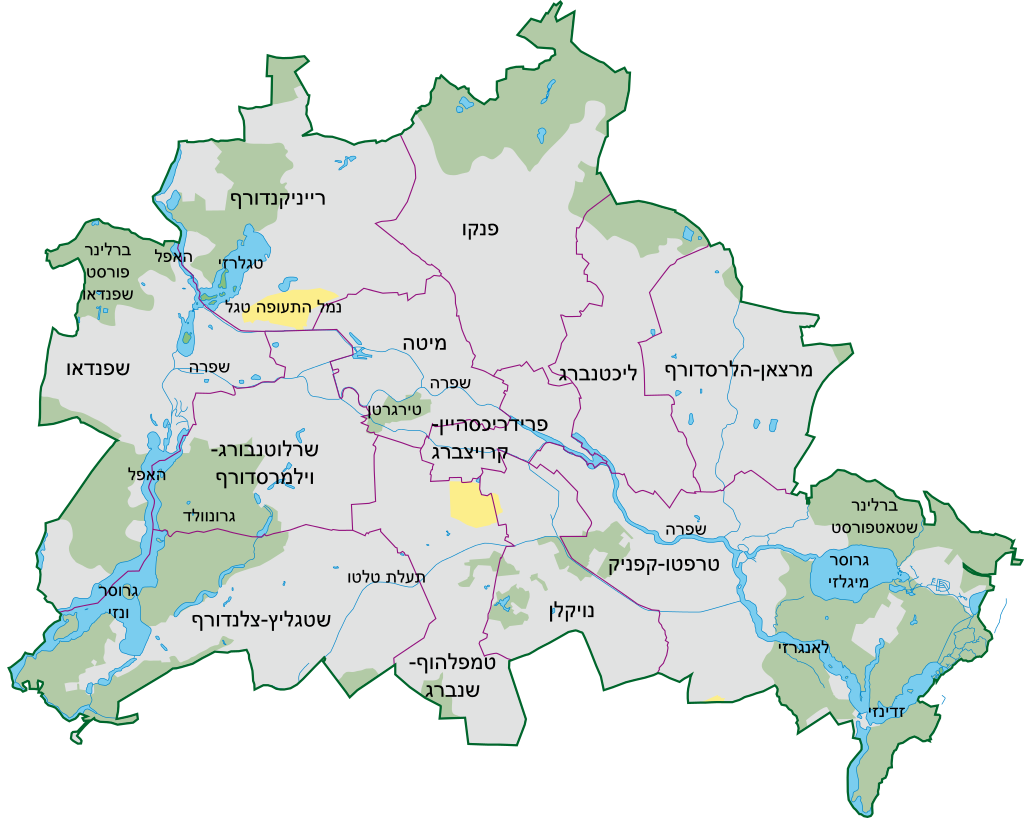 רייניקנדורף
פנקו
ברלינר
פורסט
שפנדאו
האפל
טגלרזי
נמל התעופה טגל
מיטה
שפנדאו
שפרה
שפרה
ליכטנברג
מרצאן-הלרסדורף
טירגרטן
פרידריכסהיין-
קרויצברג
שרלוטנבורג-
וילמרסדורף
האפל
גרונוולד
ברלינר
שטאטפורסט
שפרה
גרוסר
מיגלזי
טרפטו-קפניק
תעלת טלטו
גרוסר
ונזי
שטגליץ-צלנדורף
נויקלן
לאנגרזי
טמפלהוף-
שנברג
זדינזי